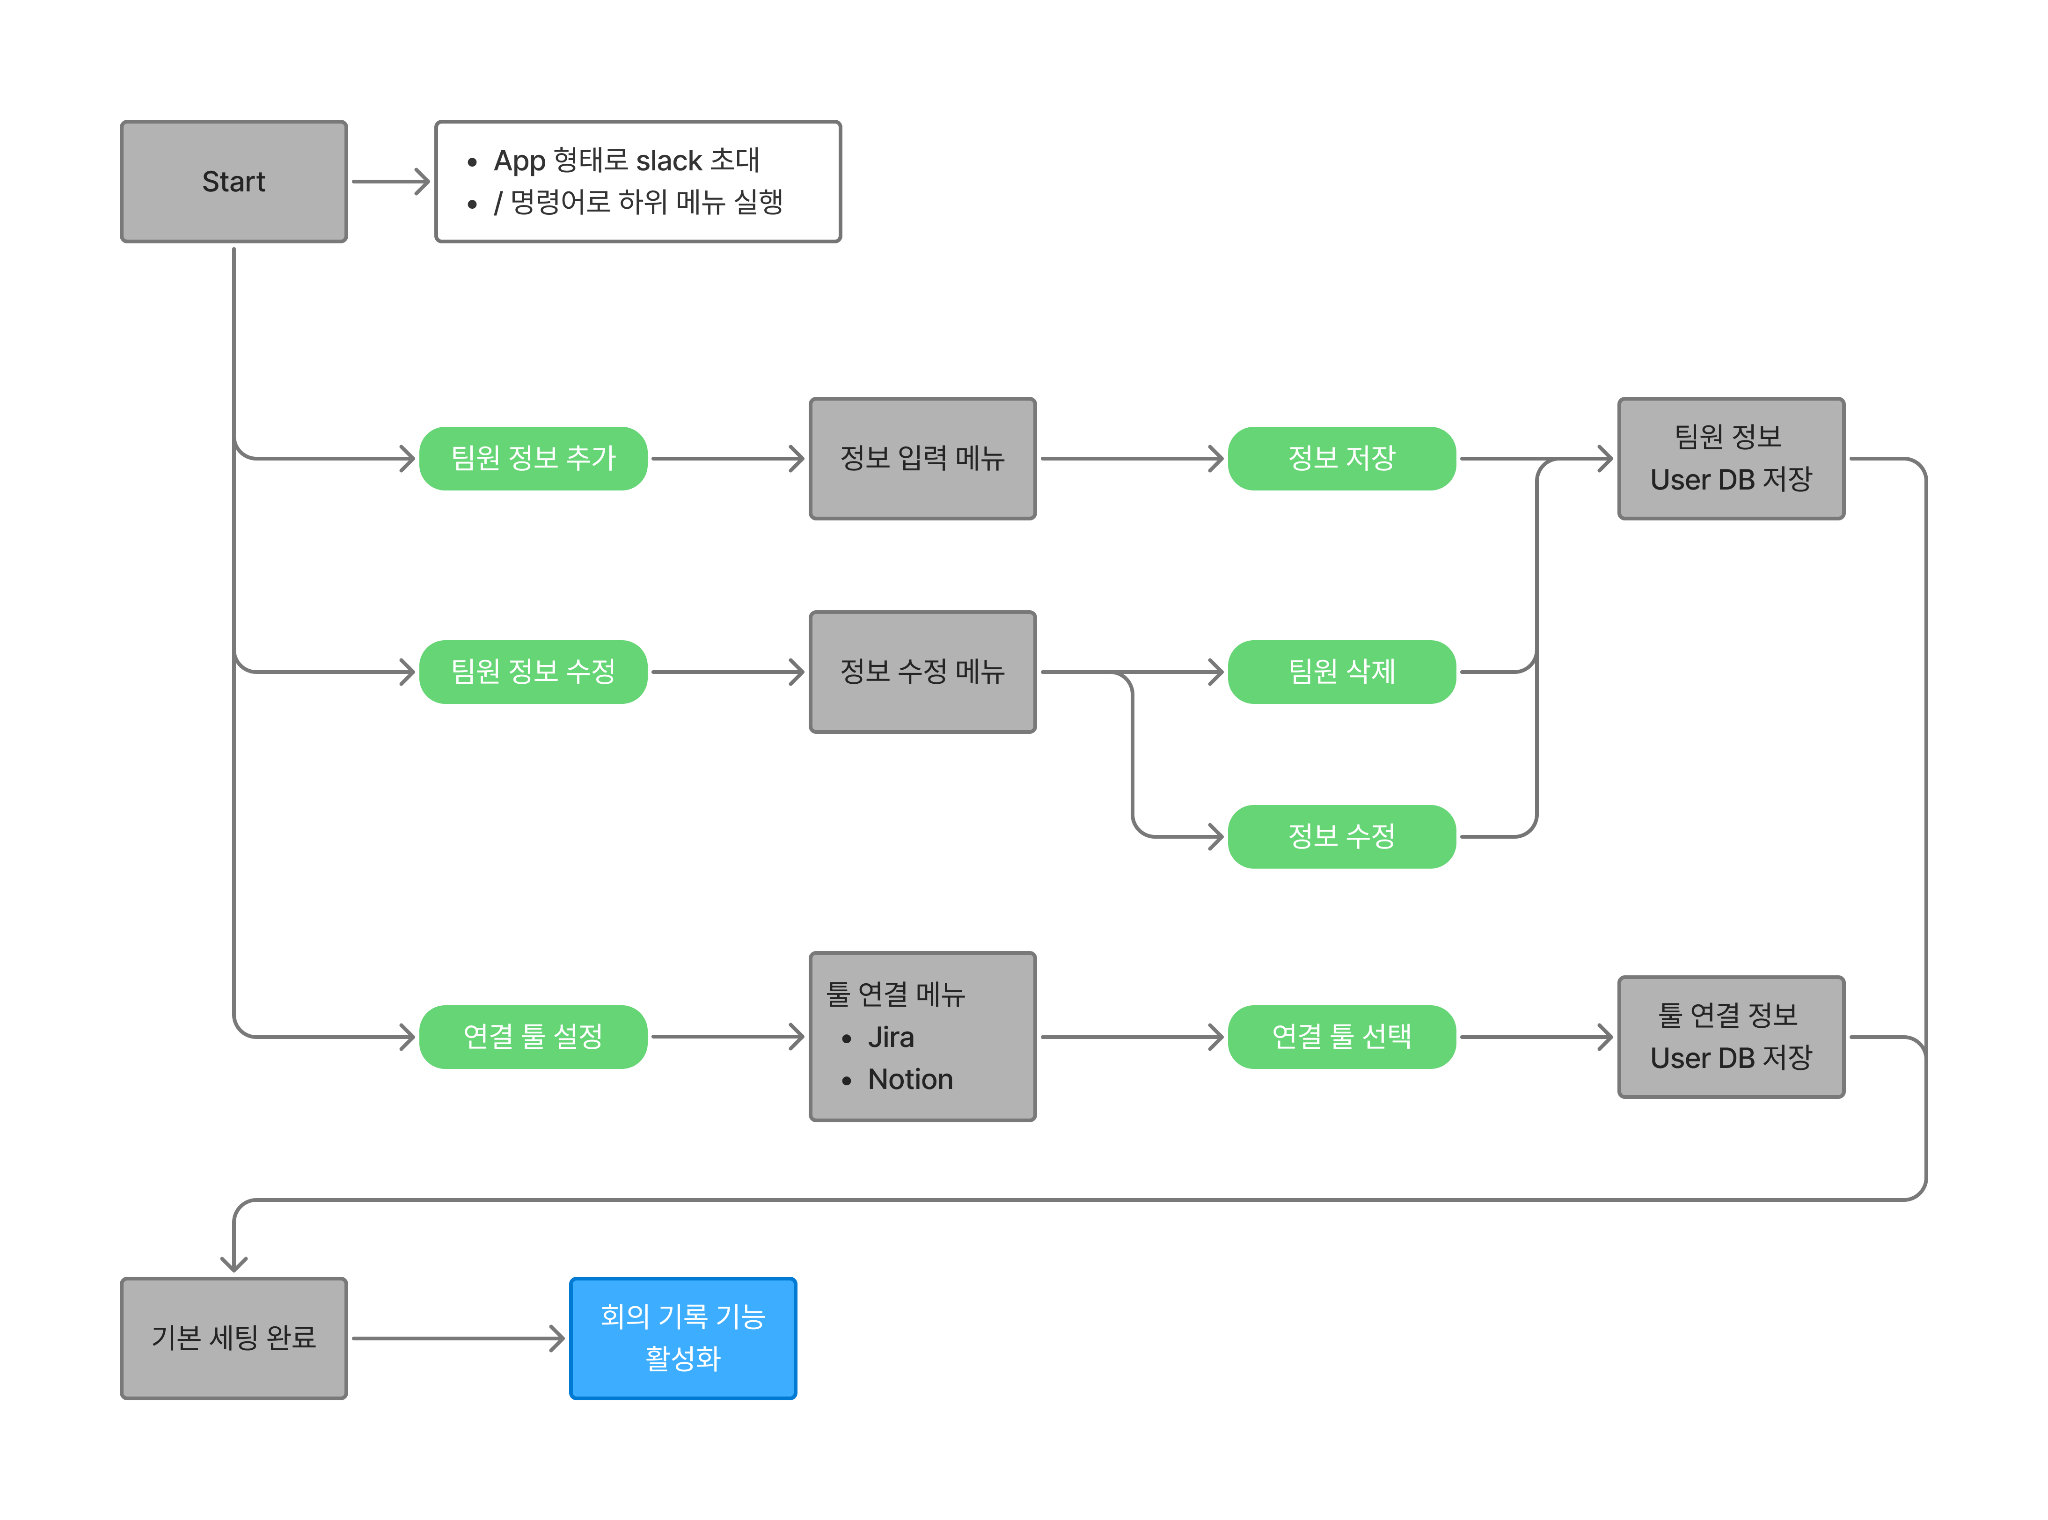 Start
• App 형태로 slack 초대
• / 명령어로 하위 메뉴 실행
팀원 정보 추가
정보 입력 메뉴
정보 저장
팀원 정보
User DB 저장
팀원 정보 수정
정보 수정 메뉴
팀원 삭제
정보 수정
연결 툴 설정
툴 연결 메뉴
• Jira
• Notion
연결 툴 선택
툴 연결 정보
User DB 저장
기본 세팅 완료
회의 기록 기능
활성화